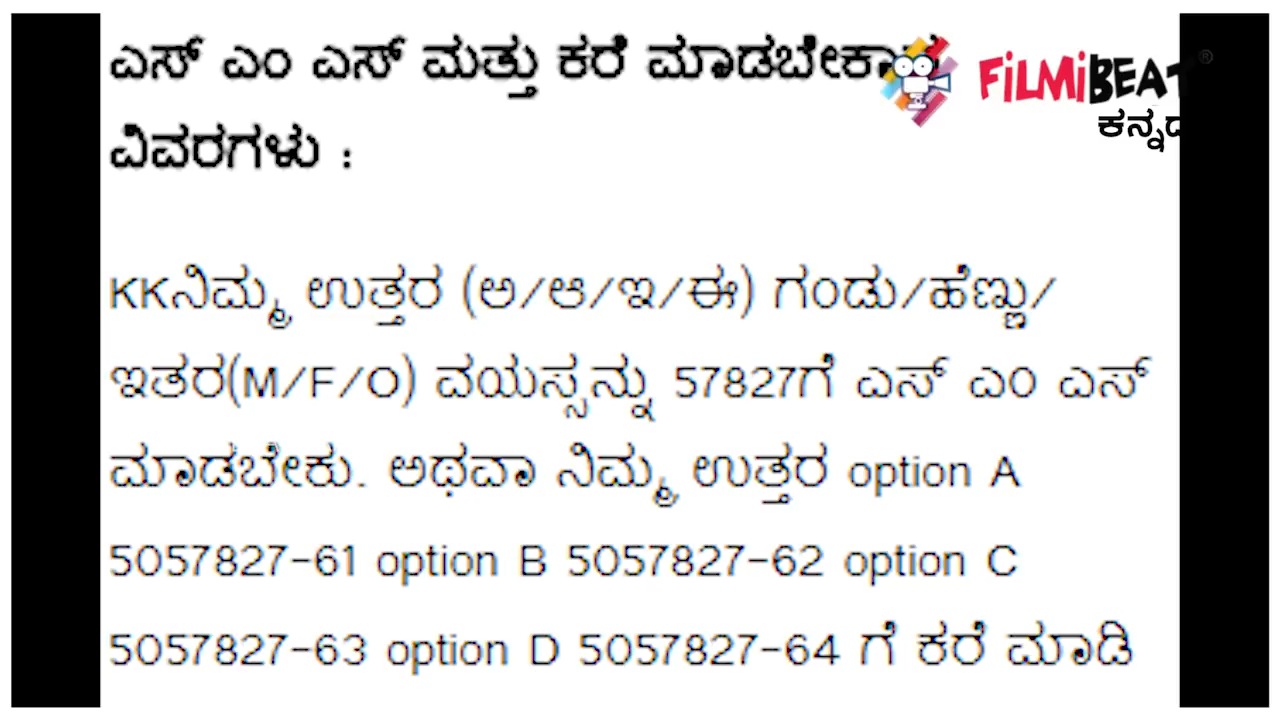 ಎಸ್ ಎಂ ಎಸ್ ಮತ್ತು ಕರೆ ಮಾಡಬೇಕಾದ
FILMIBEAT®
ಕನ್ನಡ
ವಿವರಗಳು :
KKನಿಮ್ಮ ಉತ್ತರ (ಅ/ಆ/ಇ/ಈ) ಗಂಡು/ಹೆಣ್ಣು/
ಇತರ(M/F/O) ವಯಸ್ಸನ್ನು 57827ಗೆ ಎಸ್ ಎಂ ಎಸ್
ಮಾಡಬೇಕು. ಅಥವಾ ನಿಮ್ಮ ಉತ್ತರ option A
5057827-61 option B 5057827-62 option C
5057827-63 option D 5057827-64 ಗೆ ಕರೆ ಮಾಡಿ